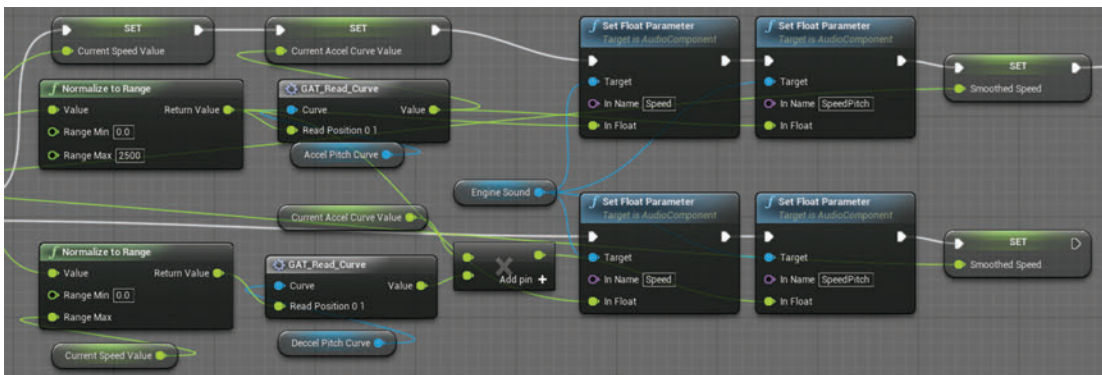 SET
Current Speed Value
SET
Current Accel Curve Value
f Set Float Parameter
Target is AudioComponent
Target
In Name Speed
In Float
f Set Float Parameter
Target is AudioComponent
Target
In Name SpeedPitch
In Float
SET
Smoothed Speed
f Normalize to Range
Value Return Value
Range Min 0.0
Range Max 2500
GAT_Read_Curve
Curve Value
Read Position 0 1
Accel Pitch Curve
Engine Sound
Current Accel Curve Value
f Set Float Parameter
Target is AudioComponent
Target
In Name Speed
In Float
f Set Float Parameter
Target is AudioComponent
Target
In Name SpeedPitch
In Float
SET
Smoothed Speed
f Normalize to Range
Value Return Value
Range Min 0.0
Range Max
Current Speed Value
GAT_Read_Curve
Curve Value
Read Position 0 1
Deccel Pitch Curve
Add pin +